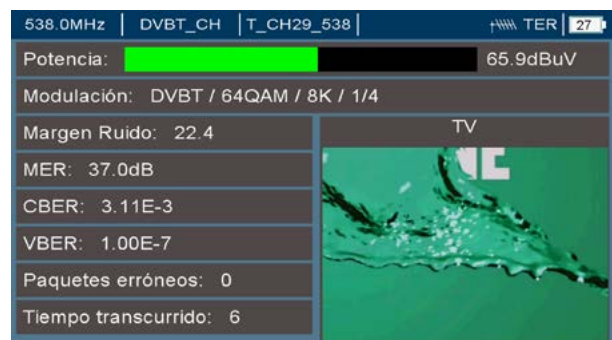 538.0MHz DVBT_CH T_CH29_538 TER 27
Potencia: 65.9dBuV
Modulación: DVBT / 64QAM / 8K / 1/4
Margen Ruido: 22.4
TV
MER: 37.0dB
CBER: 3.11E-3
VBER: 1.00E-7
Paquetes erróneos: 0
Tiempo transcurrido: 6